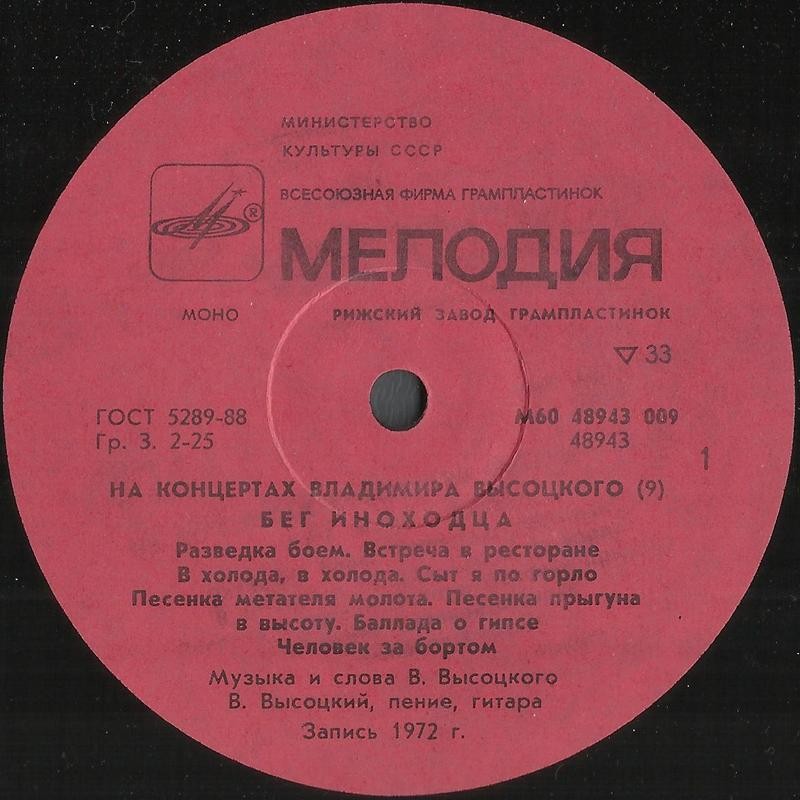 МИНИСТЕРСТВО
КУЛЬТУРЫ СССР
ВСЕСОЮЗНАЯ ФИРМА ГРАМПЛАСТИНОК
®
МЕЛОДИЯ
МОНО РИЖСКИЙ ЗАВОД ГРАМПЛАСТИНОК
▽ 33
ГОСТ 5289-88 М60 48943 009
Гр. 3. 2-25 48943
1
НА КОНЦЕРТАХ ВЛАДИМИРА ВЫСОЦКОГО (9)
БЕГ ИНОХОДЦА
Разведка боем. Встреча в ресторане
В холода, в холода. Сыт я по горло
Песенка метателя молота. Песенка прыгуна
в высоту. Баллада о гипсе
Человек за бортом
Музыка и слова В. Высоцкого
В. Высоцкий, пение, гитара
Запись 1972 г.